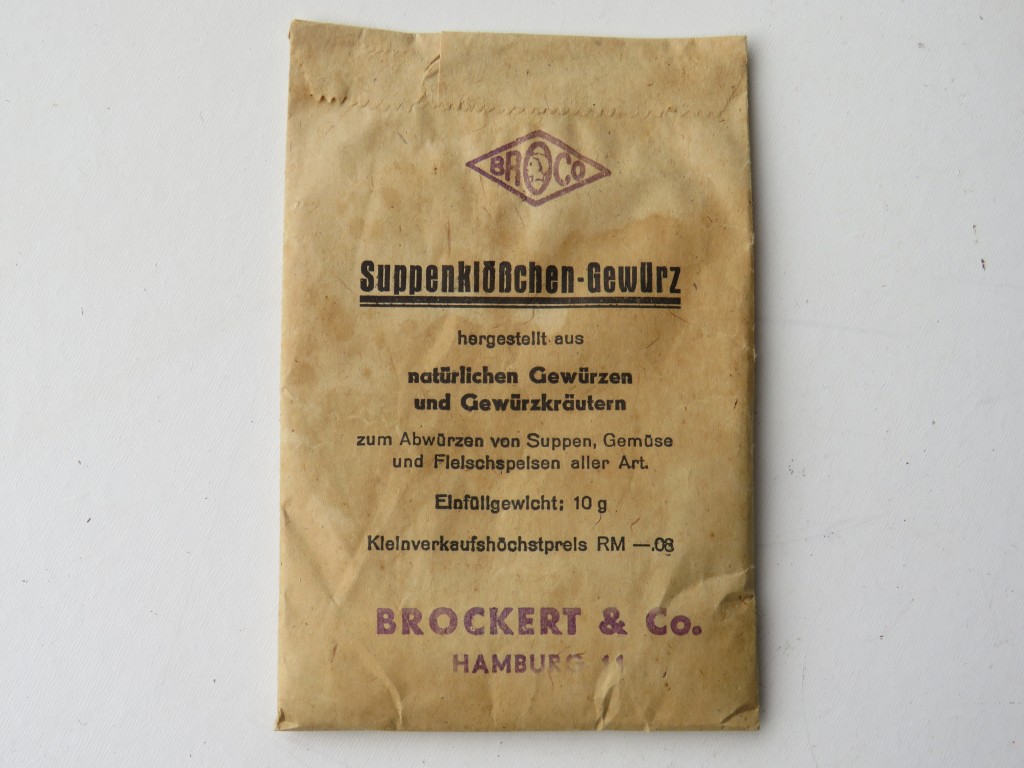 BROCo
Suppenklößchen-Gewürz
hergestellt aus
natürlichen Gewürzen
und Gewürzkräutern
zum Abwürzen von Suppen, Gemüse
und Fleischspeisen aller Art.
Einfüllgewicht: 10 g
Kleinverkaufshöchstpreis RM —.08
BROCKERT & Co.
HAMBURG 11